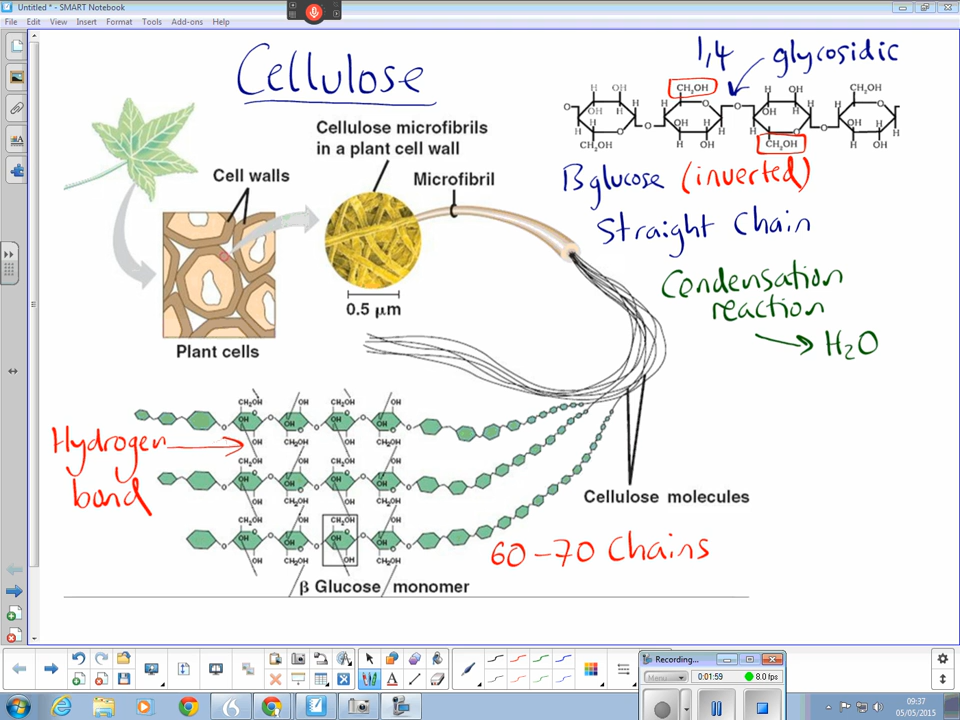 Untitled * - SMART Notebook
File Edit View Insert Format Tools Add-ons Help
Cellulose
1,4 glycosidic
Cellulose microfibrils
in a plant cell wall
Cell walls
Microfibril
0.5 μm
Plant cells
B glucose (inverted)
Straight Chain
Condensation
reaction
→ H₂O
Hydrogen
bond
Cellulose molecules
60-70 Chains
β Glucose monomer
Recording...
Menu
0:01:59
8.0 fps
09:37
05/05/2015